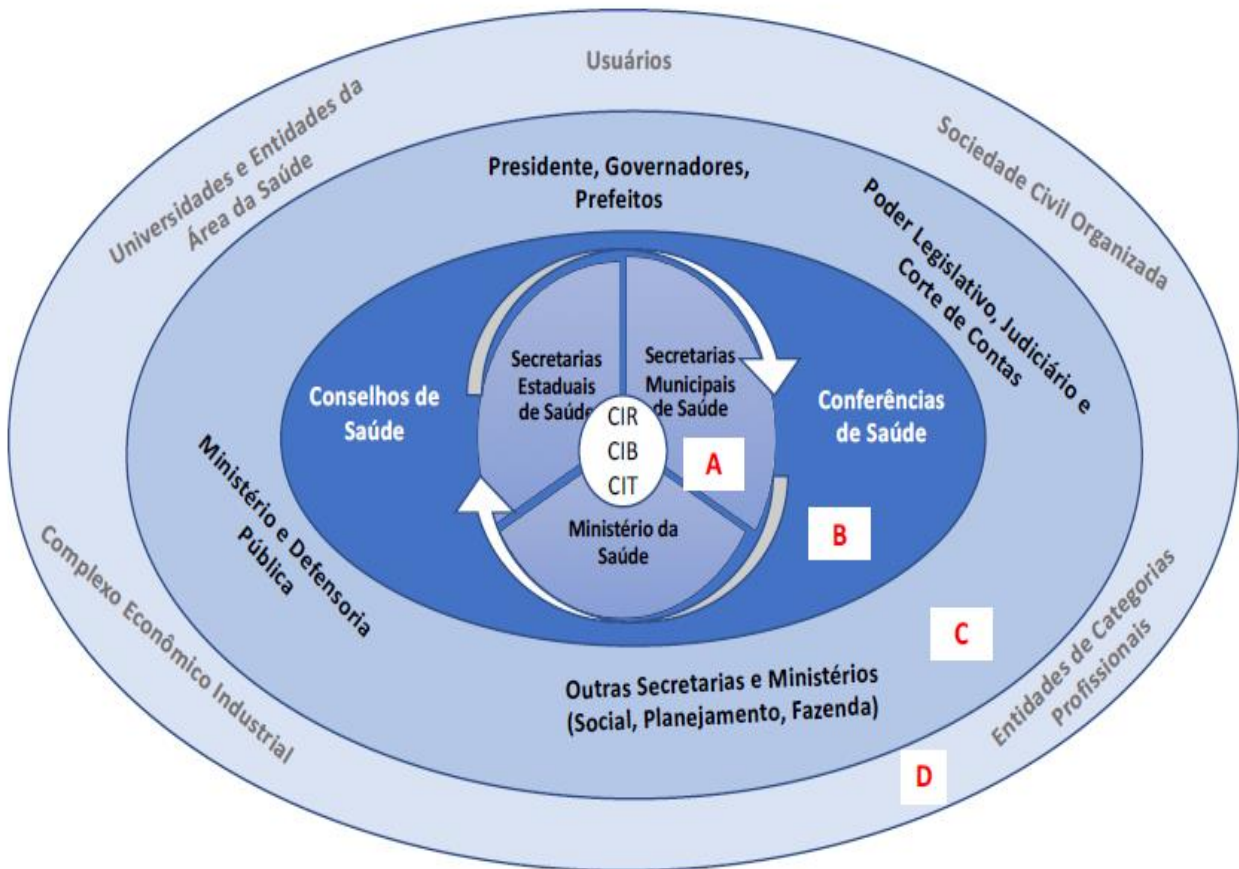 Usuários
Universidades e Entidades da
Área da Saúde
Sociedade Civil Organizada
Presidente, Governadores,
Prefeitos
Poder Legislativo, Judiciário e
Corte de Contas
Secretarias
Estaduais
de Saúde
Secretarias
Municipais
de Saúde
Conselhos de
Saúde
Conferências
de Saúde
CIR
CIB
CIT
A
Ministério da
Saúde
B
Ministério e Defensoria
Pública
C
Complexo Econômico Industrial
Outras Secretarias e Ministérios
(Social, Planejamento, Fazenda)
Entidades de Categorias
Profissionais
D